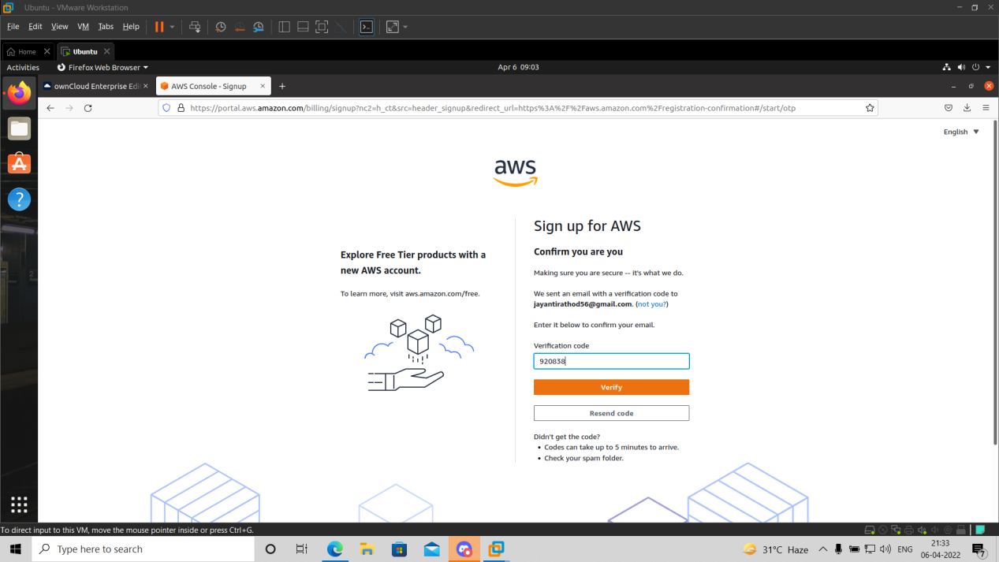 Ubuntu - VMware Workstation
File Edit View VM Tabs Help
Home Ubuntu
Activities Firefox Web Browser Apr 6 09:03
ownCloud Enterprise Edit AWS Console - Signup
https://portal.aws.amazon.com/billing/signup?nc2=h_ct&src=header_signup&redirect_url=https%3A%2F%2Faws.amazon.com%2Fregistration-confirmation#/start/otp
English
aws
Explore Free Tier products with a
new AWS account.
To learn more, visit aws.amazon.com/free.
Sign up for AWS
Confirm you are you
Making sure you are secure -- it's what we do.
We sent an email with a verification code to
jayantirathod56@gmail.com. (not you?)
Enter it below to confirm your email.
Verification code
920838
Verify
Resend code
Didn't get the code?
• Codes can take up to 5 minutes to arrive.
• Check your spam folder.
To direct input to this VM, move the mouse pointer inside or press Ctrl+G.
Type here to search
31°C Haze ENG
21:33
06-04-2022
7